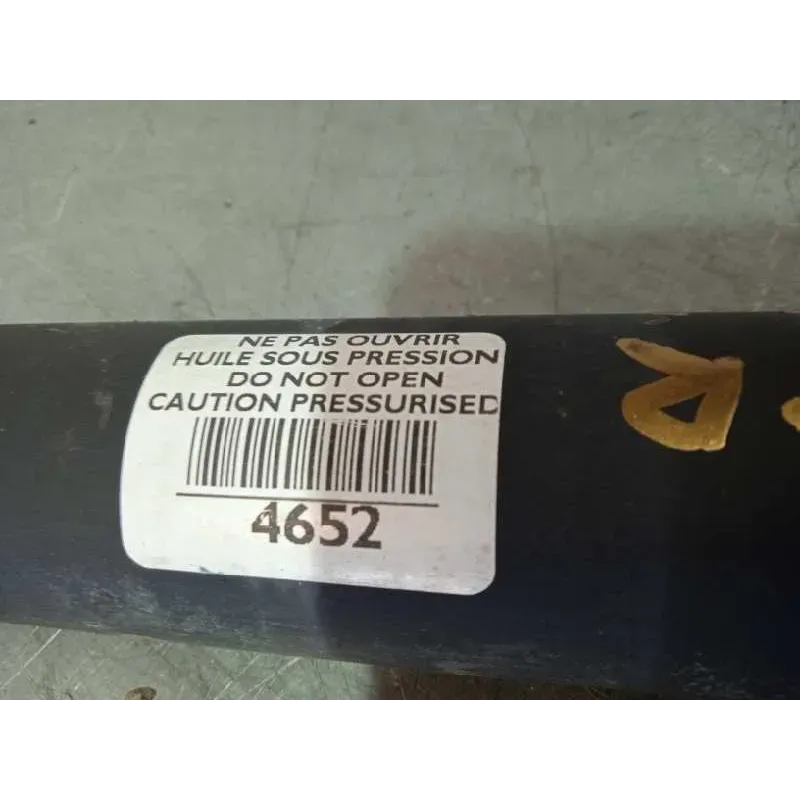 NE PAS OUVRIR
HUILE SOUS PRESSION
DO NOT OPEN
CAUTION PRESSURISED
4652